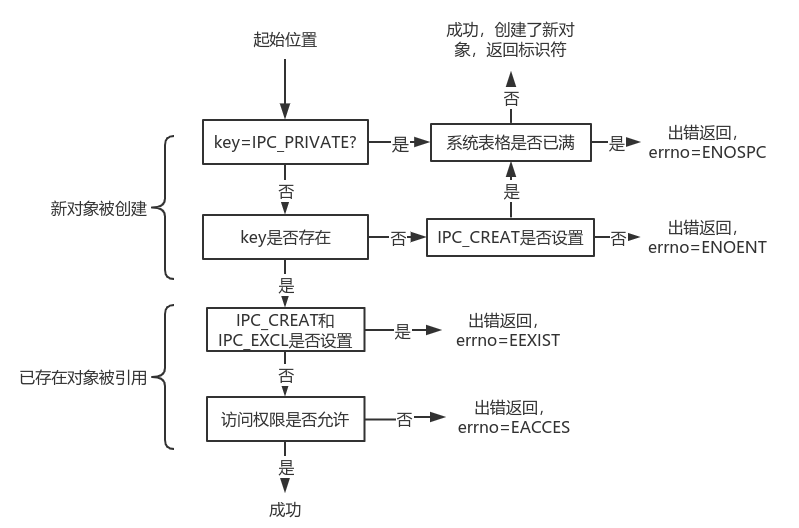 起始位置
成功，创建了新对
象，返回标识符
否
key=IPC_PRIVATE?
是
系统表格是否已满
是
出错返回，
errno=ENOSPC
新对象被创建
否
是
key是否存在
否
IPC_CREAT是否设置
否
出错返回，
errno=ENOENT
是
IPC_CREAT和
IPC_EXCL是否设置
是
出错返回，
errno=EEXIST
已存在对象被引用
否
访问权限是否允许
否
出错返回，
errno=EACCES
是
成功